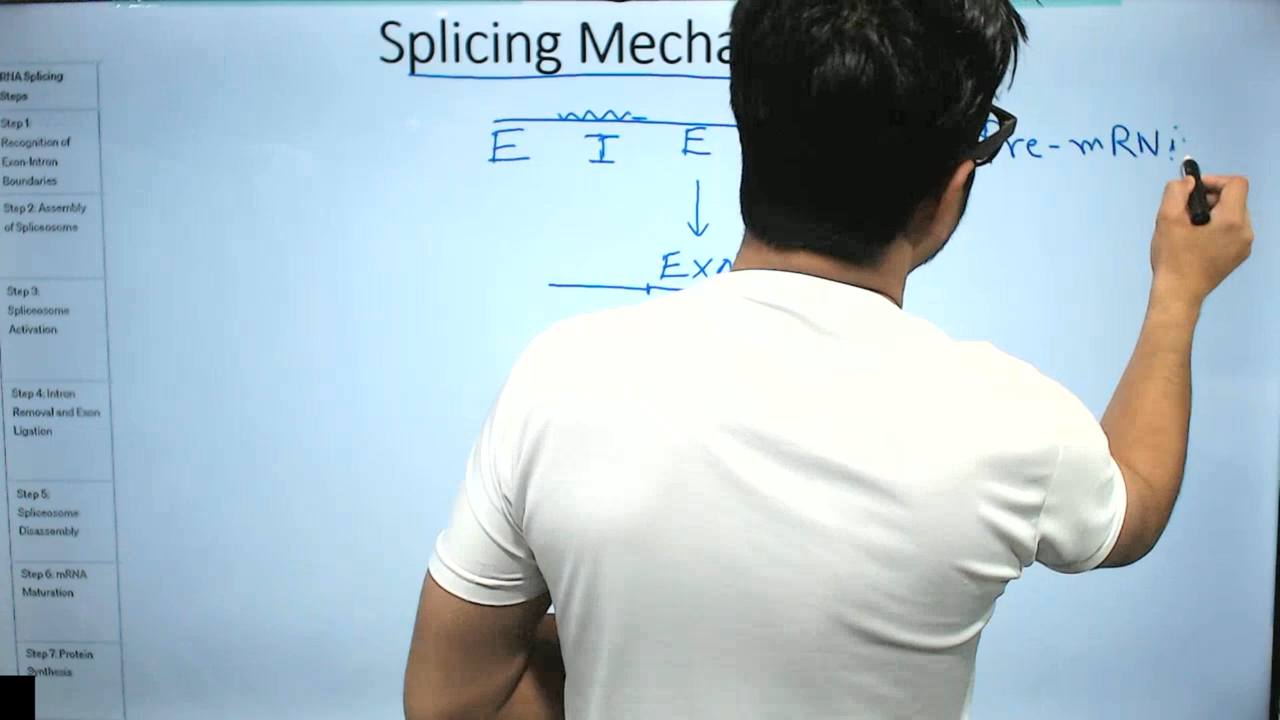 Splicing Mecha
RNA Splicing
Steps
Step 1:
Recognition of
Exon-Intron
Boundaries
Step 2: Assembly
of Spliceosome
Step 3:
Spliceosome
Activation
Step 4: Intron
Removal and Exon
Ligation
Step 5:
Spliceosome
Disassembly
Step 6: mRNA
Maturation
Step 7: Protein
Synthesis
E I E
Pre-mRN
Ex